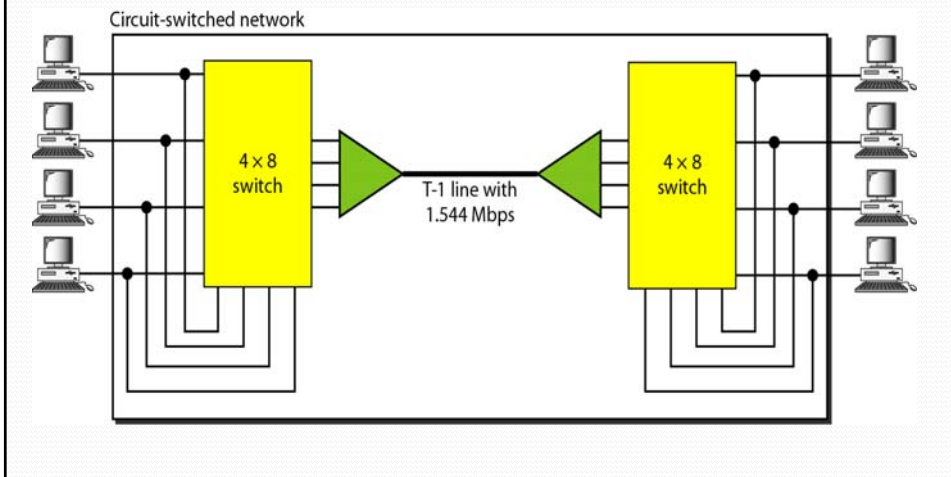 Circuit-switched network
4 × 8
switch
T-1 line with
1.544 Mbps
4 × 8
switch